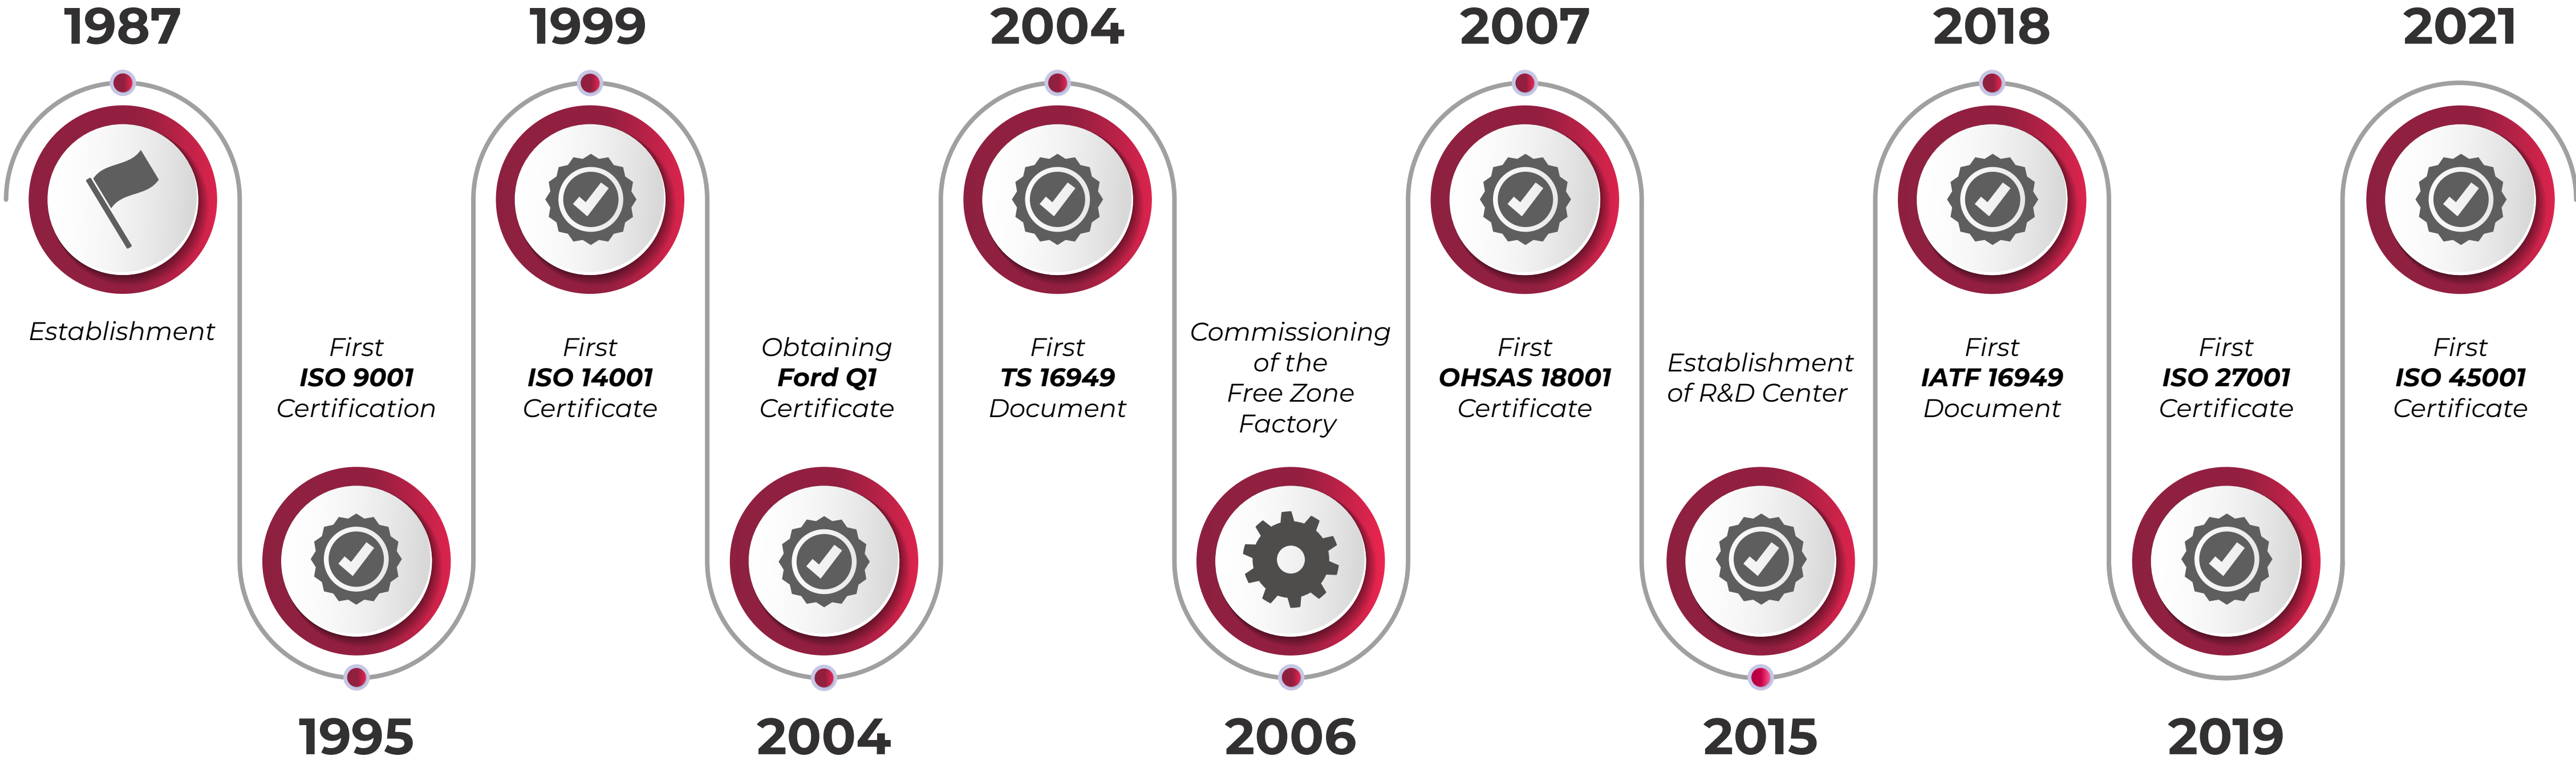 1987
Establishment
First
ISO 9001
Certification
1995
1999
First
ISO 14001
Certificate
Obtaining
Ford Q1
Certificate
2004
2004
First
TS 16949
Document
Commissioning
of the
Free Zone
Factory
2006
2007
First
OHSAS 18001
Certificate
Establishment
of R&D Center
2015
2018
First
IATF 16949
Document
First
ISO 27001
Certificate
2019
2021
First
ISO 45001
Certificate